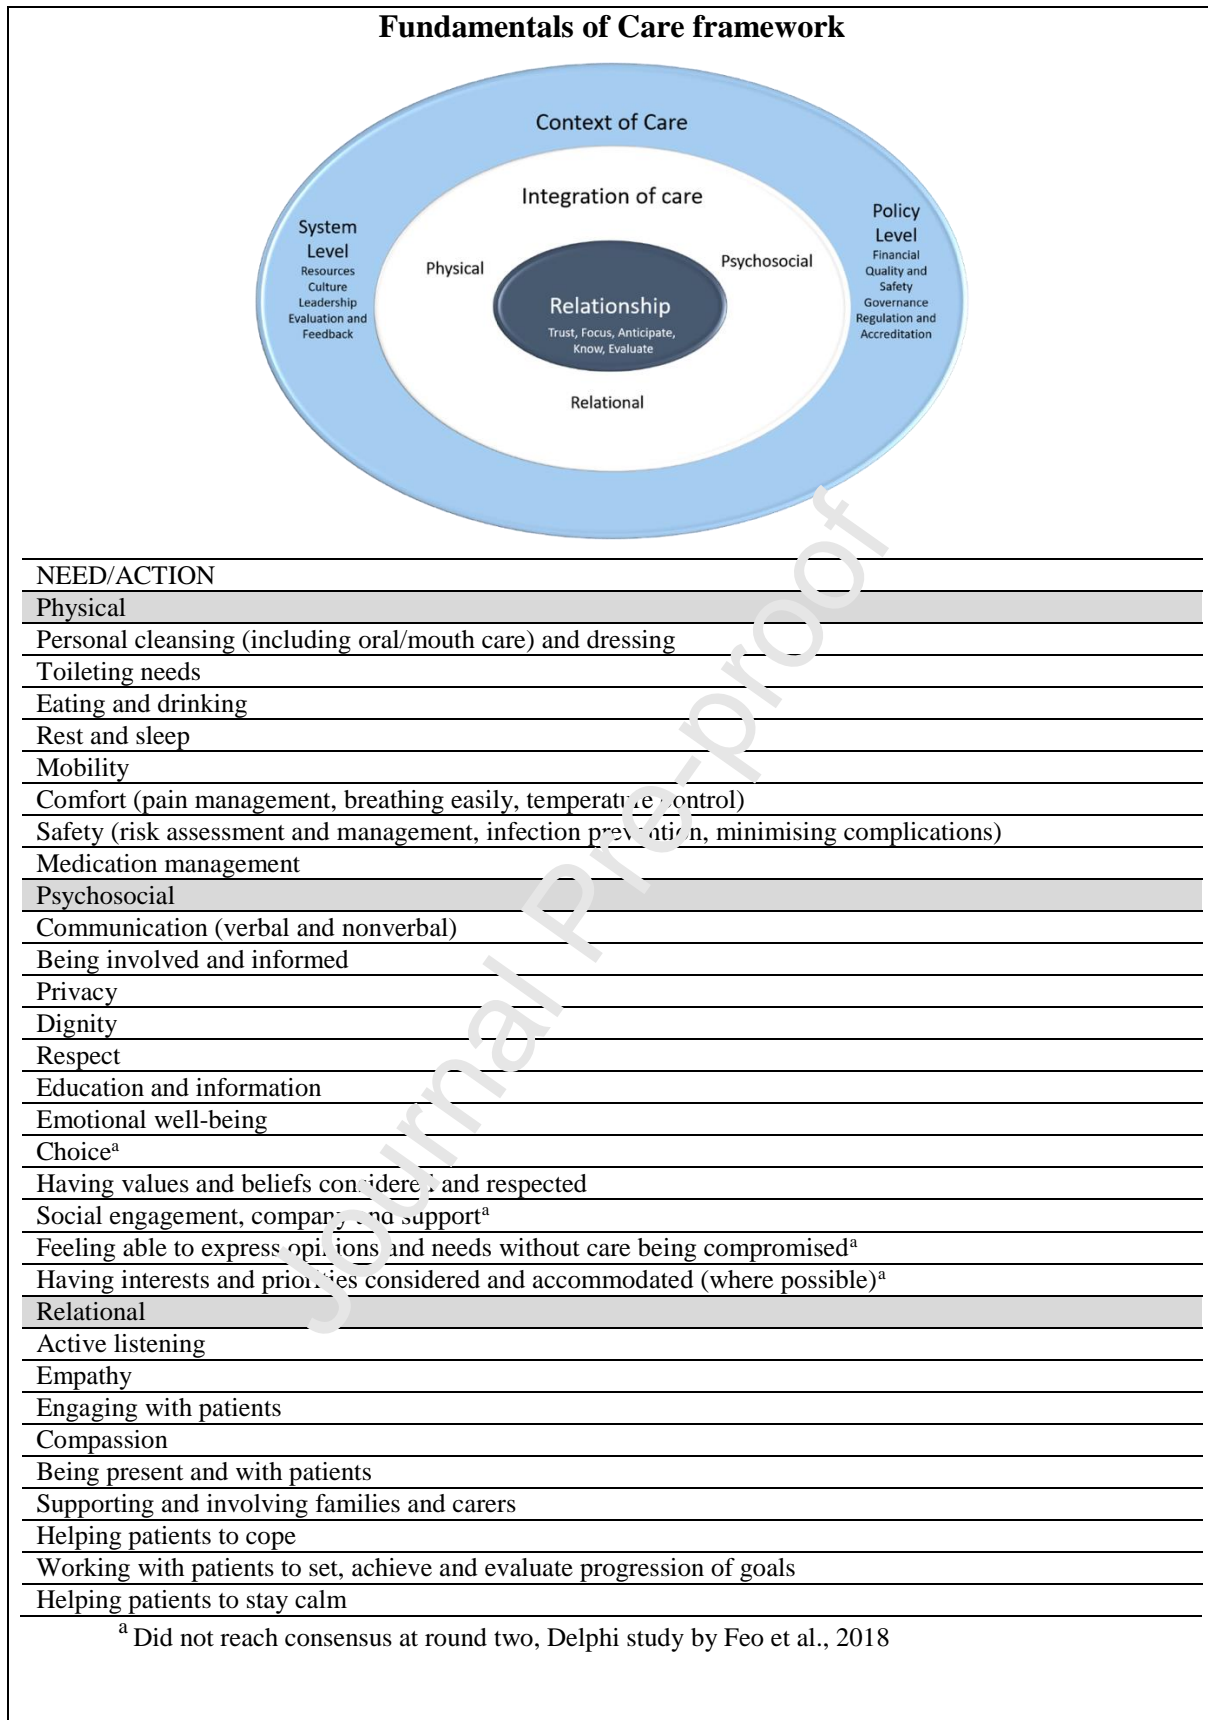 Fundamentals of Care framework
Context of Care
Integration of care
System
Level
Resources
Culture
Leadership
Evaluation and
Feedback
Physical
Relationship
Trust, Focus, Anticipate,
Know, Evaluate
Psychosocial
Relational
Policy
Level
Financial
Quality and
Safety
Governance
Regulation and
Accreditation
NEED/ACTION
Physical
Personal cleansing (including oral/mouth care) and dressing
Toileting needs
Eating and drinking
Rest and sleep
Mobility
Comfort (pain management, breathing easily, temperature control)
Safety (risk assessment and management, infection prevention, minimising complications)
Medication management
Psychosocial
Communication (verbal and nonverbal)
Being involved and informed
Privacy
Dignity
Respect
Education and information
Emotional well-being
Choiceᵃ
Having values and beliefs considered and respected
Social engagement, company and supportᵃ
Feeling able to express opinions and needs without care being compromisedᵃ
Having interests and priorities considered and accommodated (where possible)ᵃ
Relational
Active listening
Empathy
Engaging with patients
Compassion
Being present and with patients
Supporting and involving families and carers
Helping patients to cope
Working with patients to set, achieve and evaluate progression of goals
Helping patients to stay calm
ᵃ Did not reach consensus at round two, Delphi study by Feo et al., 2018
Journal Pre-proof